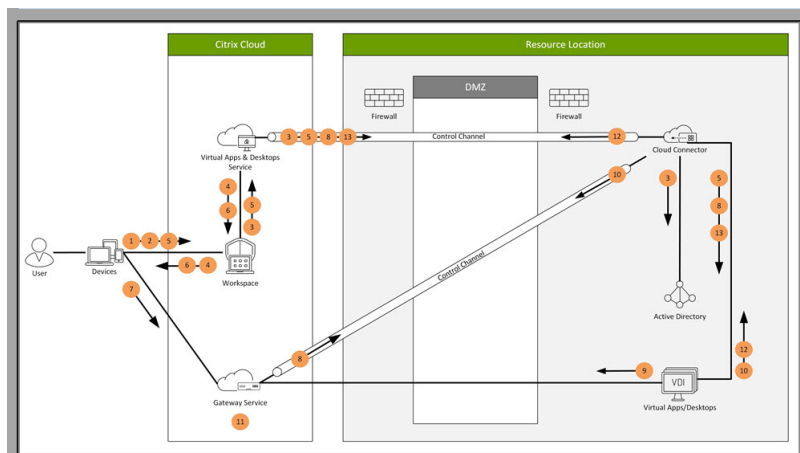 Citrix Cloud
Resource Location
DMZ
Firewall
Firewall
3 5 8 13
Control Channel
12
Virtual Apps & Desktops
Service
Cloud Connector
4
6
5
3
10
3
5
8
13
1 2 5
6 4
User
Devices
Workspace
Control Channel
7
Active Directory
8
12
10
9
VDI
Gateway Service
Virtual Apps/Desktops
11